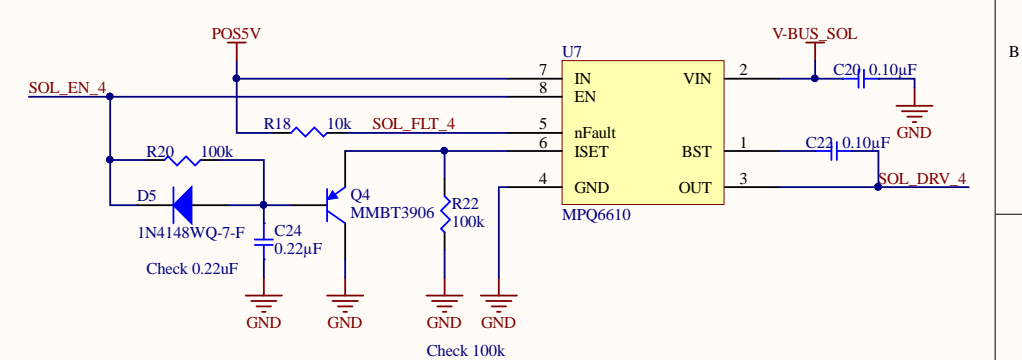 POS5V
V-BUS_SOL
B
U7
SOL_EN_4
7
IN
VIN
2
C20
0.10µF
8
EN
R18
10k
SOL_FLT_4
5
nFault
GND
R20
100k
6
ISET
BST
1
C22
0.10µF
D5
Q4
MMBT3906
R22
100k
4
GND
OUT
3
SOL_DRV_4
MPQ6610
1N4148WQ-7-F
C24
0.22µF
Check 0.22uF
GND
GND
GND
GND
Check 100k